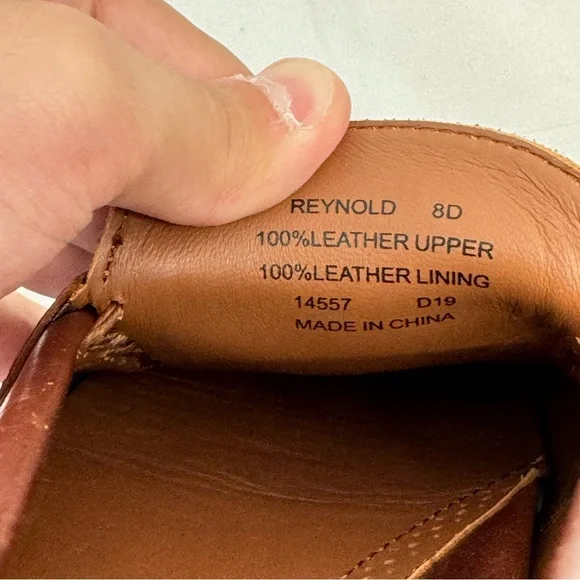 REYNOLD 8D
100%LEATHER UPPER
100%LEATHER LINING
14557 D19
MADE IN CHINA